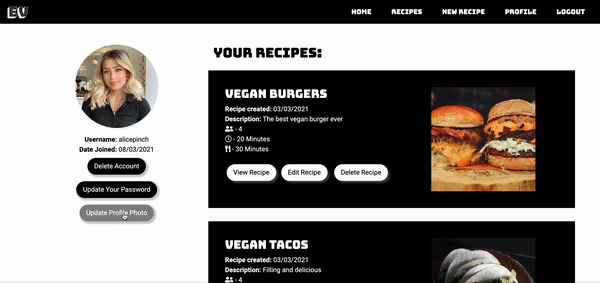 EV
HOME RECIPES NEW RECIPE PROFILE LOGOUT
Username: alicepinch
Date Joined: 08/03/2021
Delete Account
Update Your Password
Update Profile Photo
YOUR RECIPES:
VEGAN BURGERS
Recipe created: 03/03/2021
Description: The best vegan burger ever
- 4
- 20 Minutes
- 30 Minutes
View Recipe Edit Recipe Delete Recipe
VEGAN TACOS
Recipe created: 03/03/2021
Description: Filling and delicious
- 4